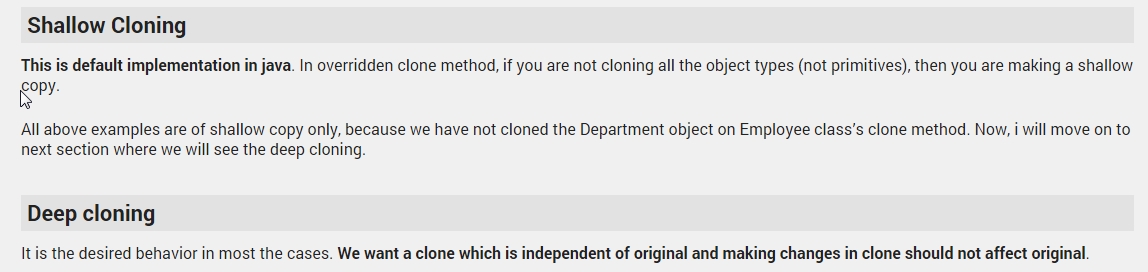 Shallow Cloning
This is default implementation in java. In overridden clone method, if you are not cloning all the object types (not primitives), then you are making a shallow
copy.
All above examples are of shallow copy only, because we have not cloned the Department object on Employee class's clone method. Now, i will move on to
next section where we will see the deep cloning.
Deep cloning
It is the desired behavior in most the cases. We want a clone which is independent of original and making changes in clone should not affect original.